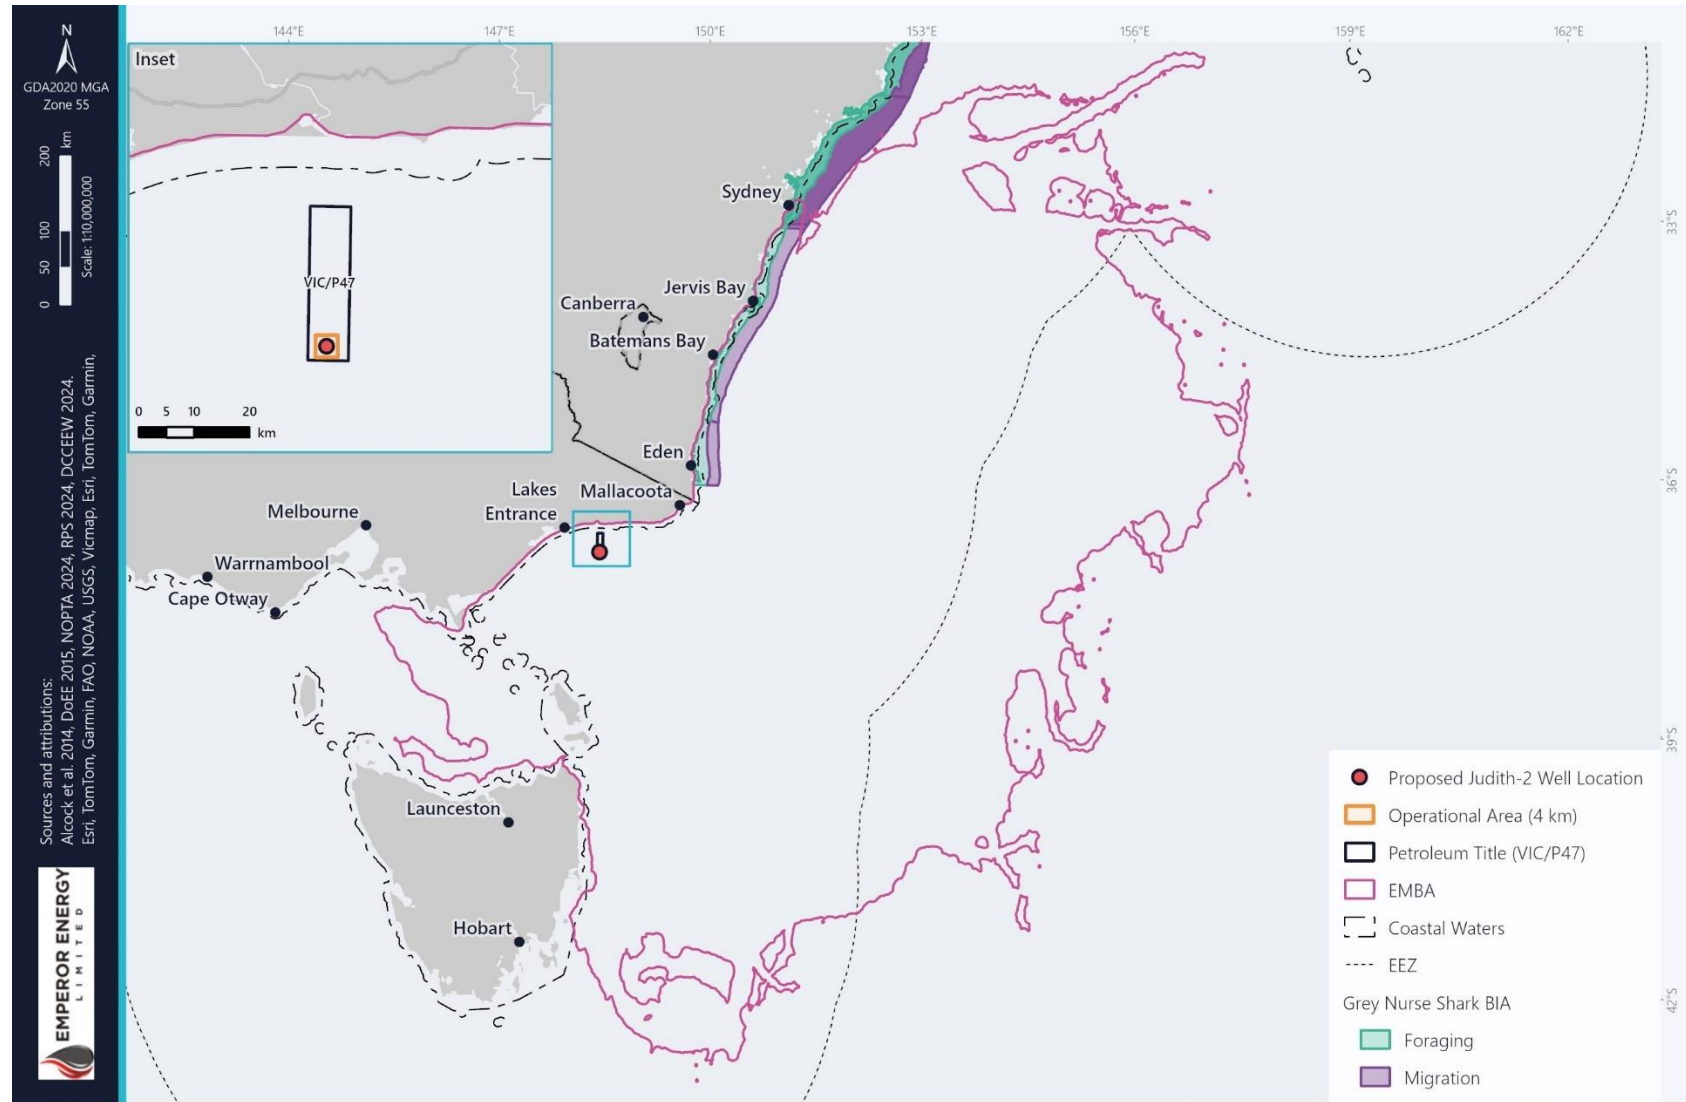 144°E
147°E
150°E
153°E
156°E
159°E
162°E
33°S
36°S
39°S
42°S
N
GDA2020 MGA
Zone 55
0 50 100 200
km
Scale: 1:10,000,000
Sources and attributions:
Alcock et al. 2014, DoEE 2015, NOPTA 2024, RPS 2024, DCCEEW 2024.
Esri, TomTom, Garmin, FAO, NOAA, USGS, Vicmap, Esri, TomTom, Garmin,
EMPEROR ENERGY
LIMITED
Inset
VIC/P47
0 5 10 20
km
Sydney
Jervis Bay
Canberra
Batemans Bay
Eden
Mallacoota
Lakes
Entrance
Melbourne
Warrnambool
Cape Otway
Launceston
Hobart
Proposed Judith-2 Well Location
Operational Area (4 km)
Petroleum Title (VIC/P47)
EMBA
Coastal Waters
EEZ
Grey Nurse Shark BIA
Foraging
Migration